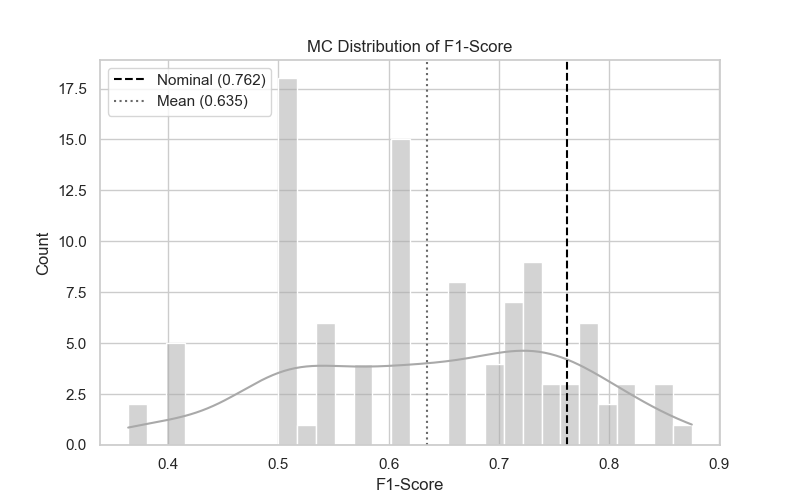 MC Distribution of F1-Score
Nominal (0.762)
Mean (0.635)
17.5
15.0
12.5
10.0
7.5
5.0
2.5
0.0
Count
0.4 0.5 0.6 0.7 0.8 0.9
F1-Score